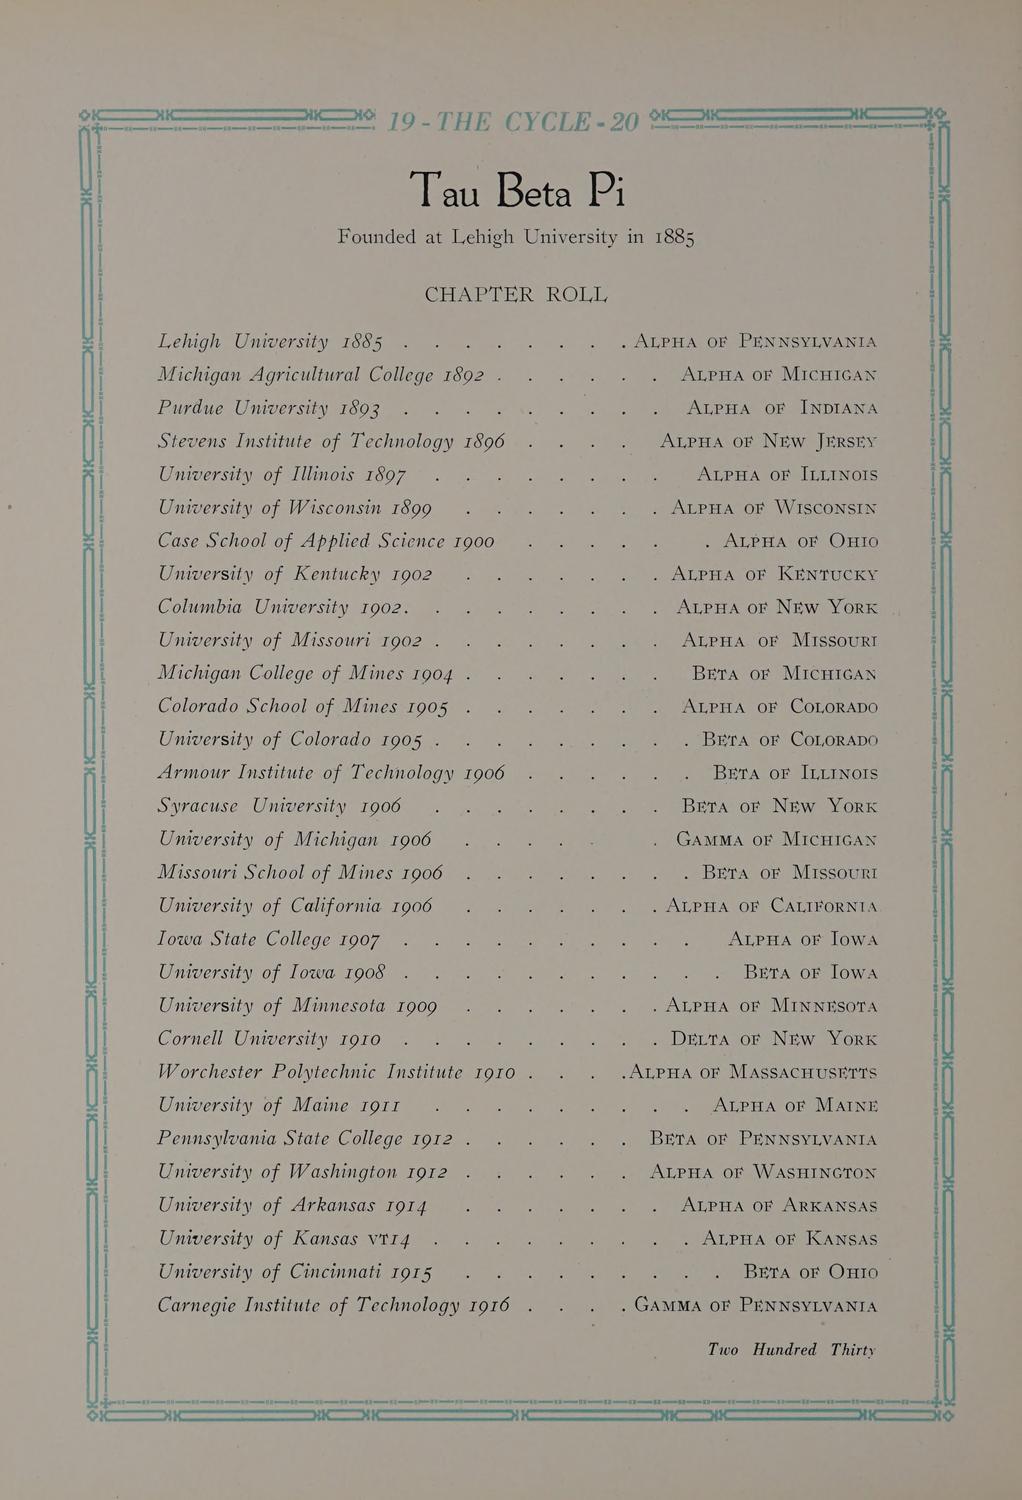 19-THE CYCLE-20
Tau Beta Pi
Founded at Lehigh University in 1885
CHAPTER ROLL
Lehigh University 1885 . . . . . . . . . ALPHA OF PENNSYLVANIA
Michigan Agricultural College 1892 . . . . . . ALPHA OF MICHIGAN
Purdue University 1893 . . . . . . . . . ALPHA OF INDIANA
Stevens Institute of Technology 1896 . . . . ALPHA OF NEW JERSEY
University of Illinois 1897 . . . . . . . . ALPHA OF ILLINOIS
University of Wisconsin 1899 . . . . . . . ALPHA OF WISCONSIN
Case School of Applied Science 1900 . . . . . . ALPHA OF OHIO
University of Kentucky 1902 . . . . . . . ALPHA OF KENTUCKY
Columbia University 1902. . . . . . . . . ALPHA OF NEW YORK
University of Missouri 1902 . . . . . . . . ALPHA OF MISSOURI
Michigan College of Mines 1904 . . . . . . . BETA OF MICHIGAN
Colorado School of Mines 1905 . . . . . . . ALPHA OF COLORADO
University of Colorado 1905 . . . . . . . . . BETA OF COLORADO
Armour Institute of Technology 1906 . . . . . . BETA OF ILLINOIS
Syracuse University 1906 . . . . . . . . BETA OF NEW YORK
University of Michigan 1906 . . . . . . GAMMA OF MICHIGAN
Missouri School of Mines 1906 . . . . . . . . BETA OF MISSOURI
University of California 1906 . . . . . . . ALPHA OF CALIFORNIA
Iowa State College 1907 . . . . . . . . . . ALPHA OF IOWA
University of Iowa 1908 . . . . . . . . . . . BETA OF IOWA
University of Minnesota 1909 . . . . . . . ALPHA OF MINNESOTA
Cornell University 1910 . . . . . . . . . DELTA OF NEW YORK
Worchester Polytechnic Institute 1910 . . . .ALPHA OF MASSACHUSETTS
University of Maine 1911 . . . . . . . . . ALPHA OF MAINE
Pennsylvania State College 1912 . . . . . . BETA OF PENNSYLVANIA
University of Washington 1912 . . . . . . ALPHA OF WASHINGTON
University of Arkansas 1914 . . . . . . . ALPHA OF ARKANSAS
University of Kansas vt14 . . . . . . . . . ALPHA OF KANSAS
University of Cincinnati 1915 . . . . . . . . . BETA OF OHIO
Carnegie Institute of Technology 1916 . . . . GAMMA OF PENNSYLVANIA
Two Hundred Thirty